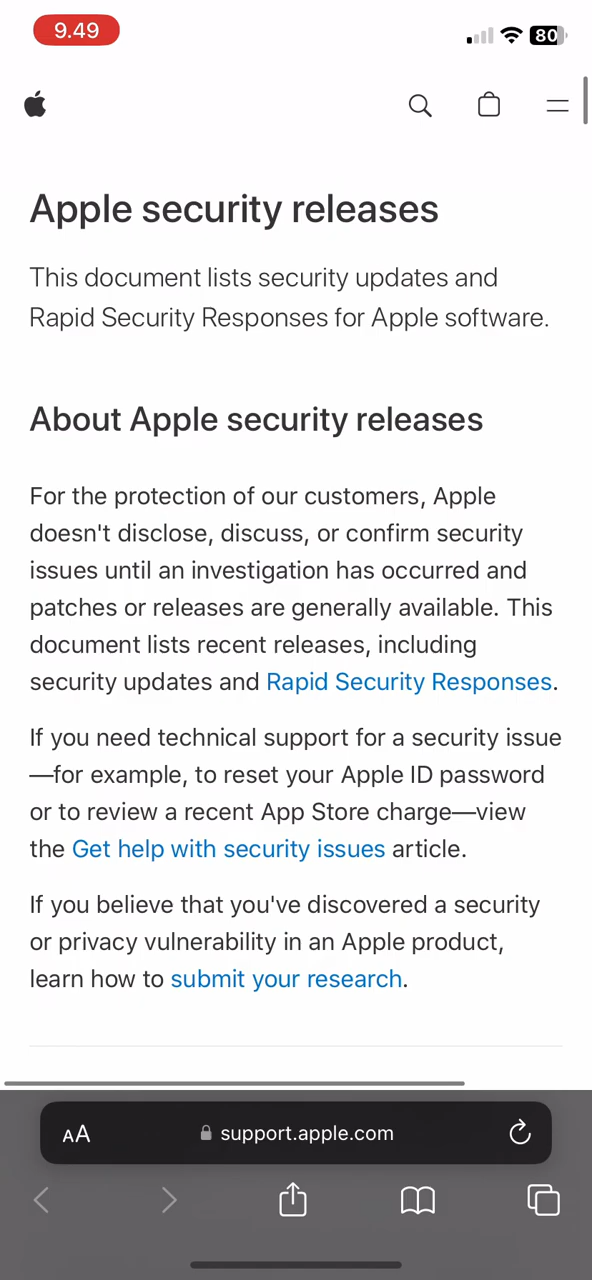 9.49
80
Apple security releases
This document lists security updates and
Rapid Security Responses for Apple software.
About Apple security releases
For the protection of our customers, Apple
doesn't disclose, discuss, or confirm security
issues until an investigation has occurred and
patches or releases are generally available. This
document lists recent releases, including
security updates and Rapid Security Responses.
If you need technical support for a security issue
—for example, to reset your Apple ID password
or to review a recent App Store charge—view
the Get help with security issues article.
If you believe that you've discovered a security
or privacy vulnerability in an Apple product,
learn how to submit your research.
AA support.apple.com